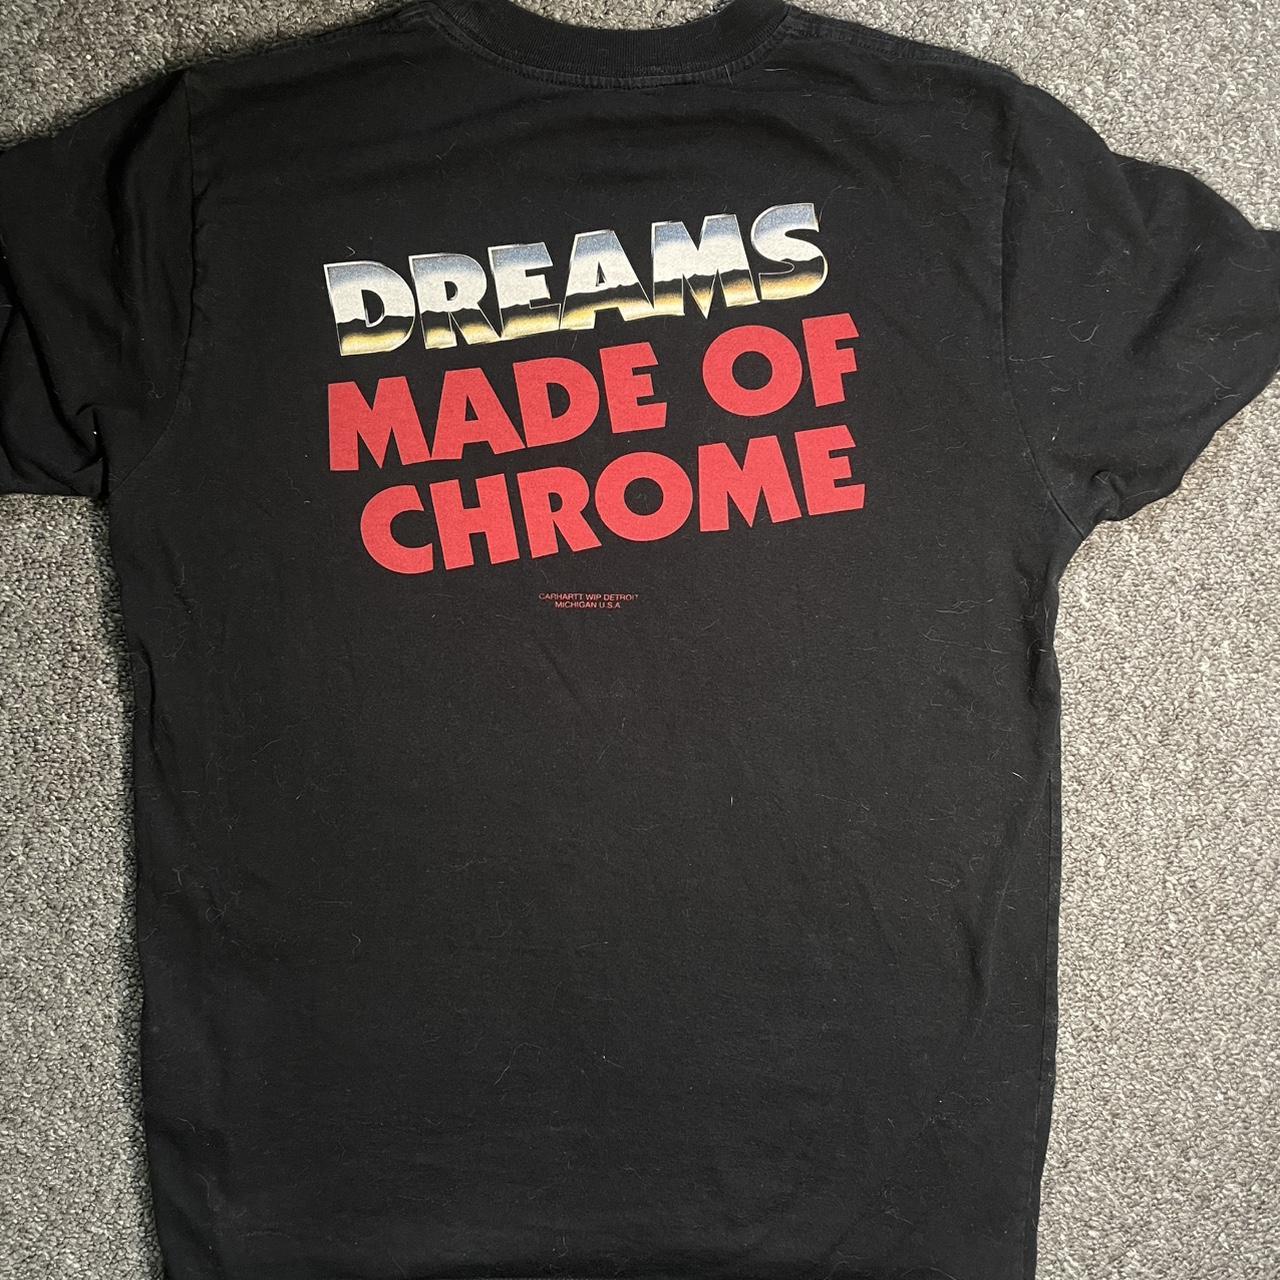 DREAMS
MADE OF
CHROME
CARHARTT WIP DETROIT
MICHIGAN U.S.A